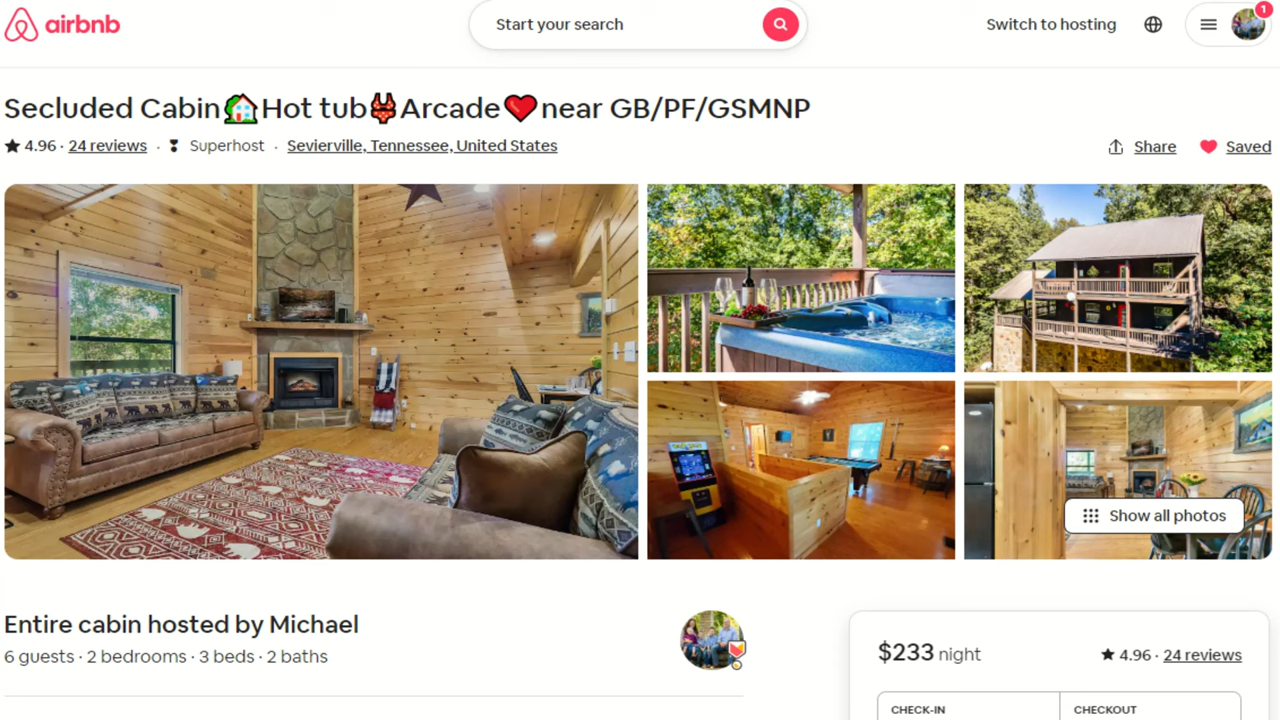 airbnb
Start your search
Switch to hosting
1
Secluded Cabin🏡Hot tub👙Arcade❤️near GB/PF/GSMNP
★ 4.96 · 24 reviews · Superhost · Sevierville, Tennessee, United States
Share
Saved
Show all photos
Entire cabin hosted by Michael
6 guests · 2 bedrooms · 3 beds · 2 baths
$233 night
★ 4.96 · 24 reviews
CHECK-IN
CHECKOUT